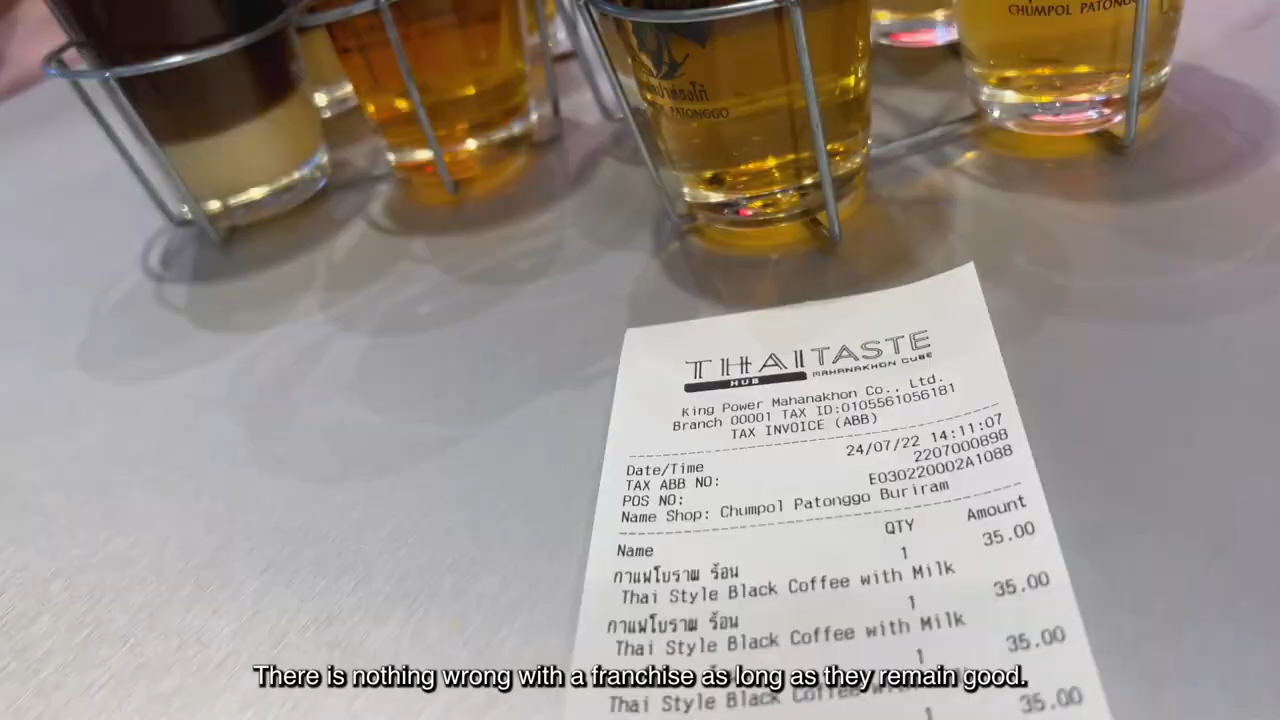 CHUMPOL PATONGG
PATONGGO
THAI TASTE
HUB MAHANAKHON CUBE
King Power Mahanakhon Co., Ltd.
Branch 00001 TAX ID:0105561056181
TAX INVOICE (ABB)
Date/Time 24/07/22 14:11:07
TAX ABB NO: 2207000898
POS NO: E030220002A1088
Name Shop: Chumpol Patonggo Buriram
Name QTY Amount
กาแฟโบราณ ร้อน 1 35.00
Thai Style Black Coffee with Milk
กาแฟโบราณ ร้อน 1 35.00
Thai Style Black Coffee with Milk
1 35.00
Thai Style Black Coffee
1 35.00
There is nothing wrong with a franchise as long as they remain good.